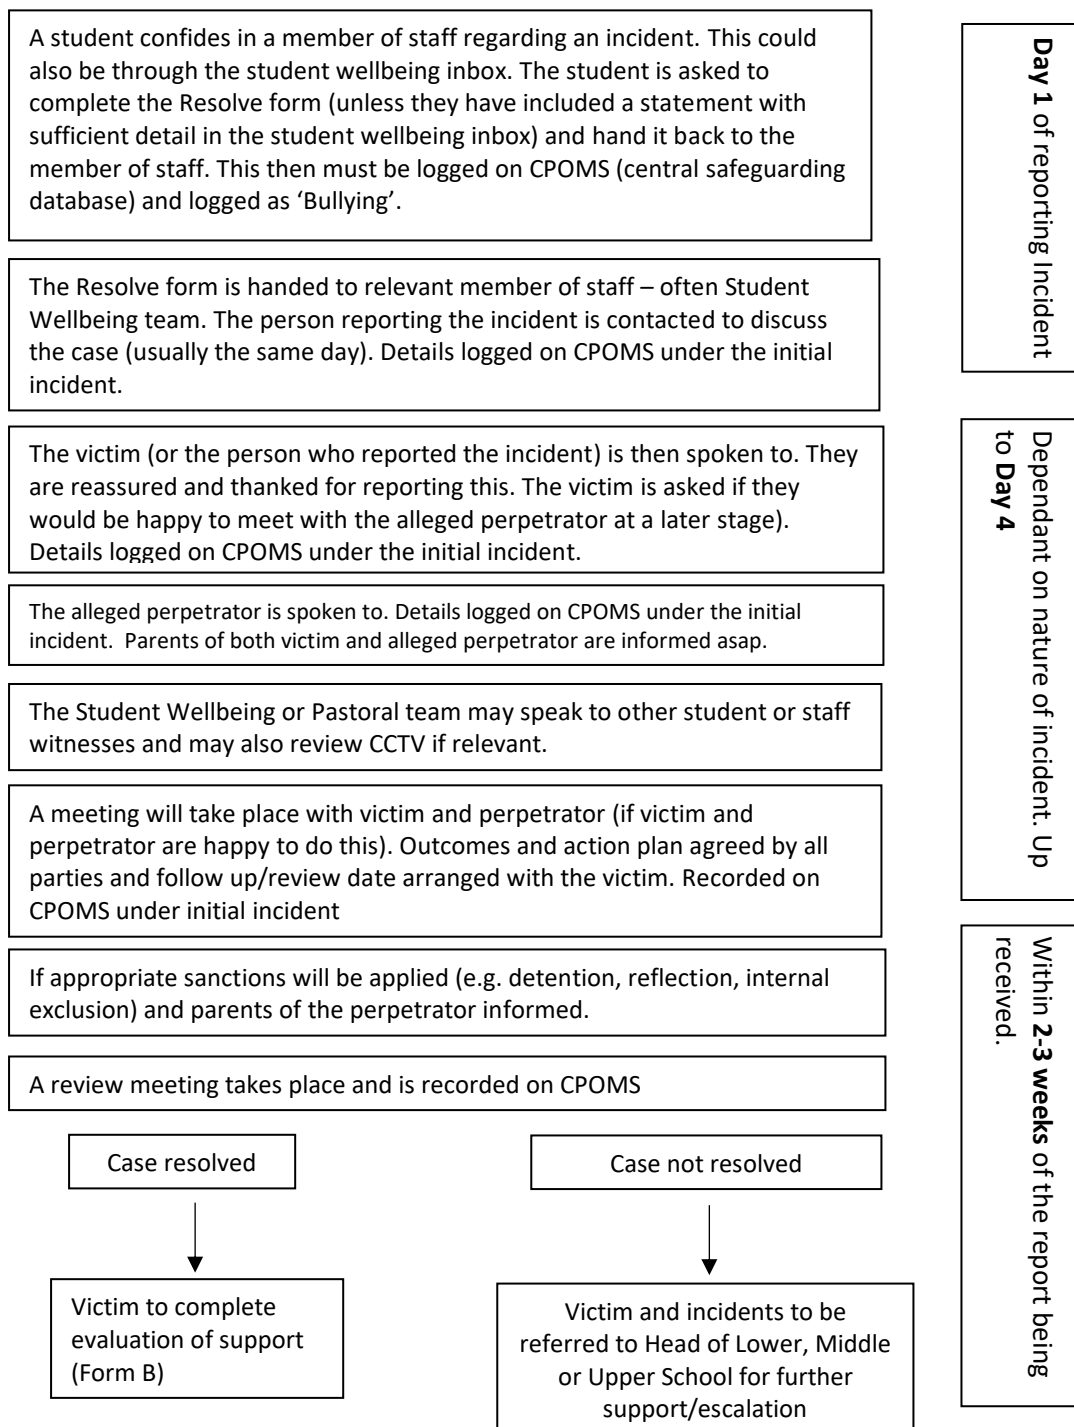 A student confides in a member of staff regarding an incident. This could
also be through the student wellbeing inbox. The student is asked to
complete the Resolve form (unless they have included a statement with
sufficient detail in the student wellbeing inbox) and hand it back to the
member of staff. This then must be logged on CPOMS (central safeguarding
database) and logged as ‘Bullying’.
Day 1 of reporting Incident
The Resolve form is handed to relevant member of staff – often Student
Wellbeing team. The person reporting the incident is contacted to discuss
the case (usually the same day). Details logged on CPOMS under the initial
incident.
The victim (or the person who reported the incident) is then spoken to. They
are reassured and thanked for reporting this. The victim is asked if they
would be happy to meet with the alleged perpetrator at a later stage).
Details logged on CPOMS under the initial incident.
Dependant on nature of incident. Up
to Day 4
The alleged perpetrator is spoken to. Details logged on CPOMS under the initial
incident.  Parents of both victim and alleged perpetrator are informed asap.
The Student Wellbeing or Pastoral team may speak to other student or staff
witnesses and may also review CCTV if relevant.
A meeting will take place with victim and perpetrator (if victim and
perpetrator are happy to do this). Outcomes and action plan agreed by all
parties and follow up/review date arranged with the victim. Recorded on
CPOMS under initial incident
If appropriate sanctions will be applied (e.g. detention, reflection, internal
exclusion) and parents of the perpetrator informed.
Within 2-3 weeks of the report being
received.
A review meeting takes place and is recorded on CPOMS
Case resolved
Case not resolved
Victim to complete
evaluation of support
(Form B)
Victim and incidents to be
referred to Head of Lower, Middle
or Upper School for further
support/escalation